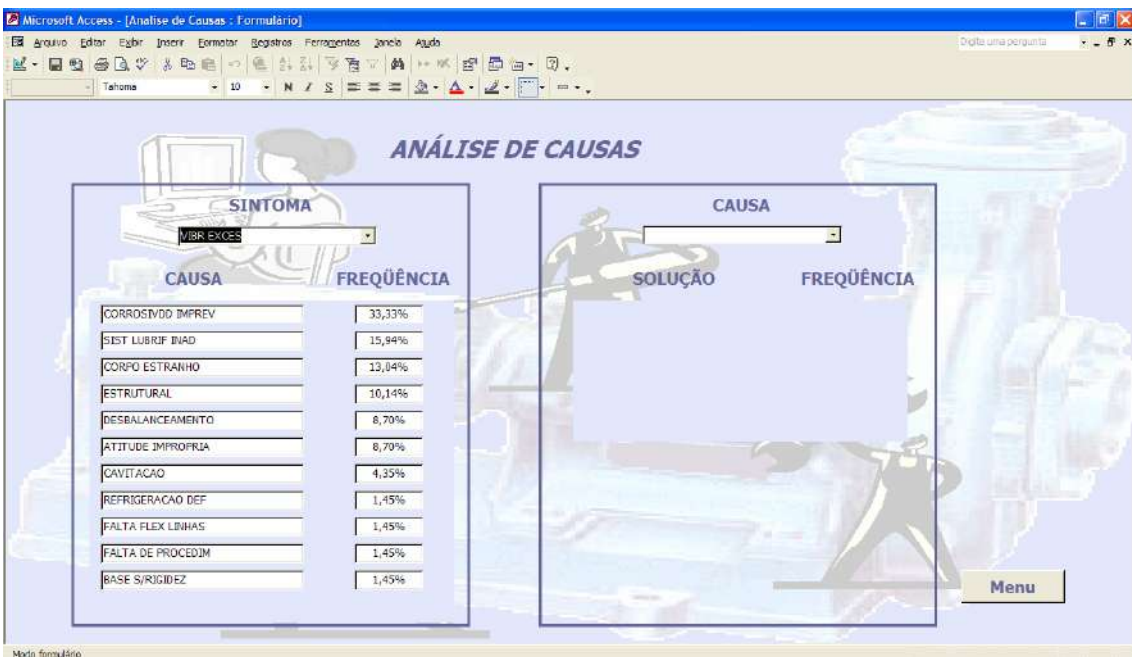 Microsoft Access - [Analise de Causas : Formulário]
Arquivo Editar Exibir Inserir Formatar Registros Ferramentas Janela Ajuda
Digite uma pergunta
Tahoma 10 N I S
ANÁLISE DE CAUSAS
SINTOMA
VIBR EXCES
CAUSA FREQÜÊNCIA
CORROSIVDD IMPREV 33,33%
SIST LUBRIF INAD 15,94%
CORPO ESTRANHO 13,04%
ESTRUTURAL 10,14%
DESBALANCEAMENTO 8,70%
ATITUDE IMPROPRIA 8,70%
CAVITACAO 4,35%
REFRIGERACAO DEF 1,45%
FALTA FLEX LINHAS 1,45%
FALTA DE PROCEDIM 1,45%
BASE S/RIGIDEZ 1,45%
CAUSA
SOLUÇÃO FREQÜÊNCIA
Menu
Modo formulário